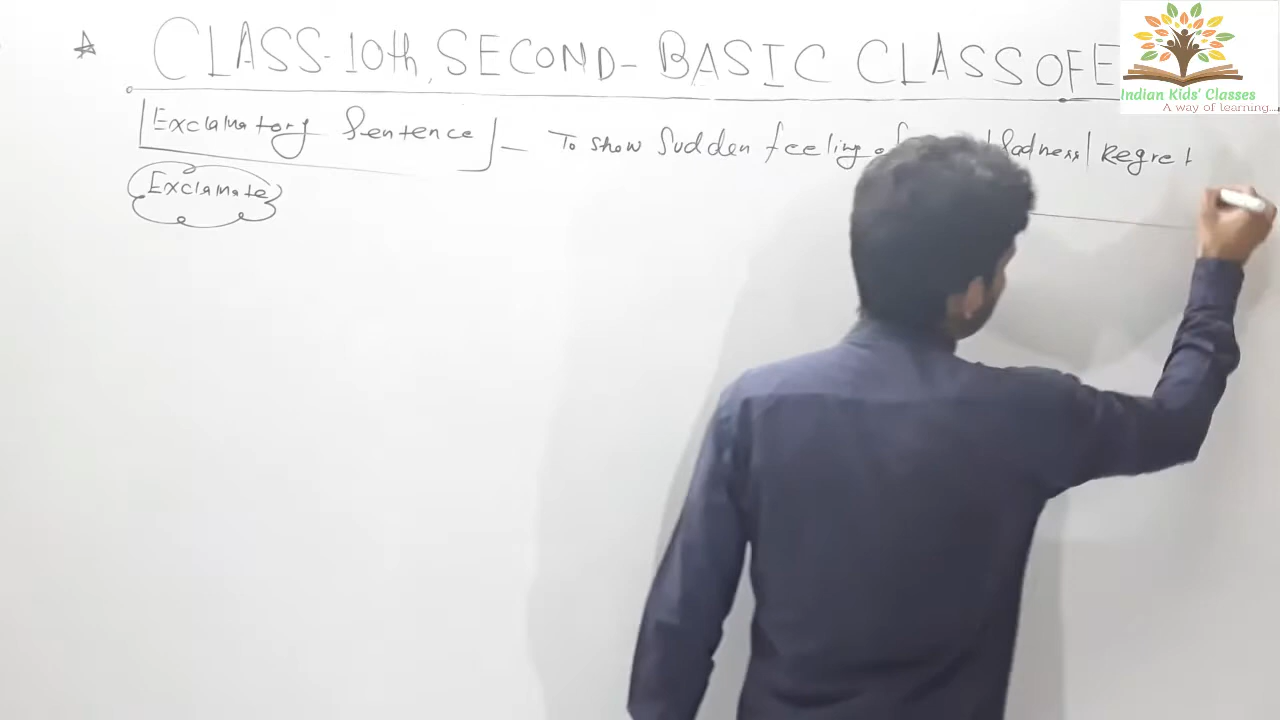 CLASS-10th, SECOND- BASIC CLASS OF E
Exclamatory Sentence - To show Sudden feeling of Sadness | Regret
Exclamate
Indian Kids' Classes
A way of learning....